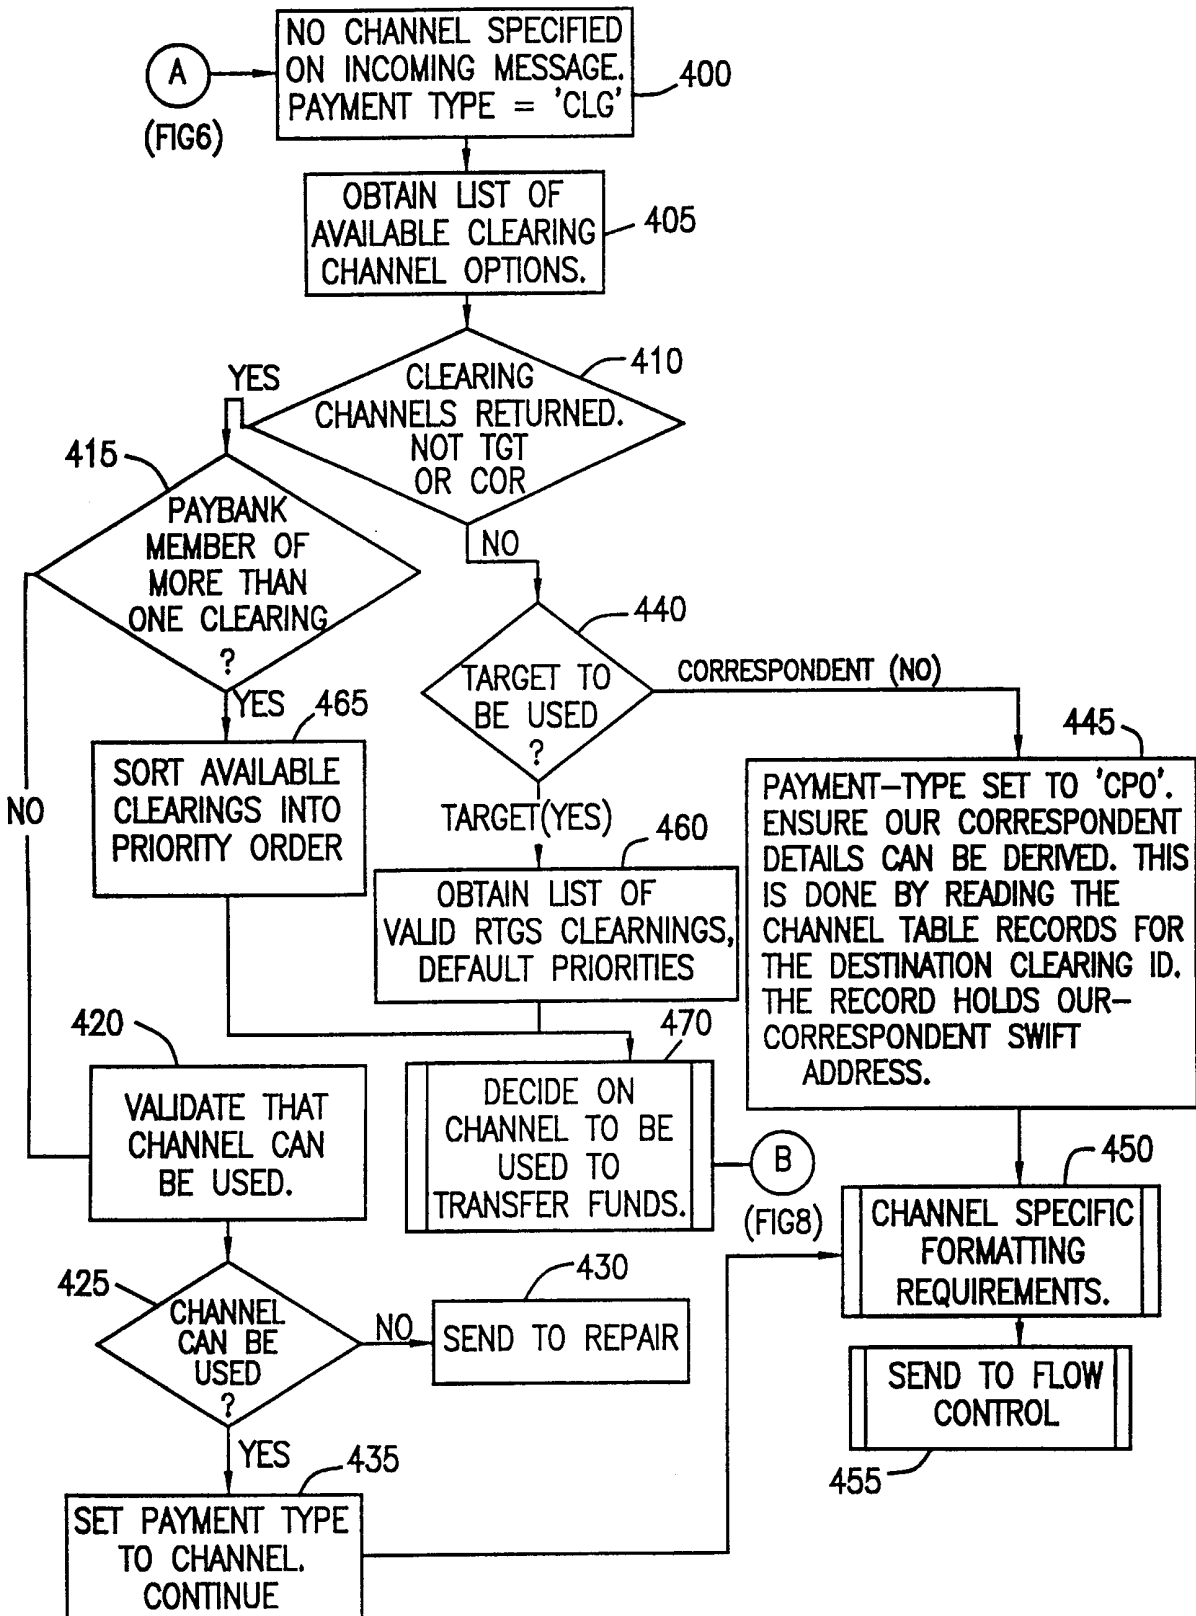 A
(FIG6)
NO CHANNEL SPECIFIED
ON INCOMING MESSAGE.
PAYMENT TYPE = 'CLG'
400
OBTAIN LIST OF
AVAILABLE CLEARING
CHANNEL OPTIONS.
405
CLEARING
CHANNELS RETURNED.
NOT TGT
OR COR
410
YES
NO
415
PAYBANK
MEMBER OF
MORE THAN
ONE CLEARING
?
YES
NO
440
TARGET TO
BE USED
?
CORRESPONDENT (NO)
TARGET(YES)
465
SORT AVAILABLE
CLEARINGS INTO
PRIORITY ORDER
460
OBTAIN LIST OF
VALID RTGS CLEARNINGS,
DEFAULT PRIORITIES
445
PAYMENT-TYPE SET TO 'CPO'.
ENSURE OUR CORRESPONDENT
DETAILS CAN BE DERIVED. THIS
IS DONE BY READING THE
CHANNEL TABLE RECORDS FOR
THE DESTINATION CLEARING ID.
THE RECORD HOLDS OUR-
CORRESPONDENT SWIFT
ADDRESS.
420
VALIDATE THAT
CHANNEL CAN
BE USED.
470
DECIDE ON
CHANNEL TO BE
USED TO
TRANSFER FUNDS.
B
(FIG8)
450
CHANNEL SPECIFIC
FORMATTING
REQUIREMENTS.
425
CHANNEL
CAN BE
USED
?
NO
430
SEND TO REPAIR
SEND TO FLOW
CONTROL
455
YES
435
SET PAYMENT TYPE
TO CHANNEL.
CONTINUE